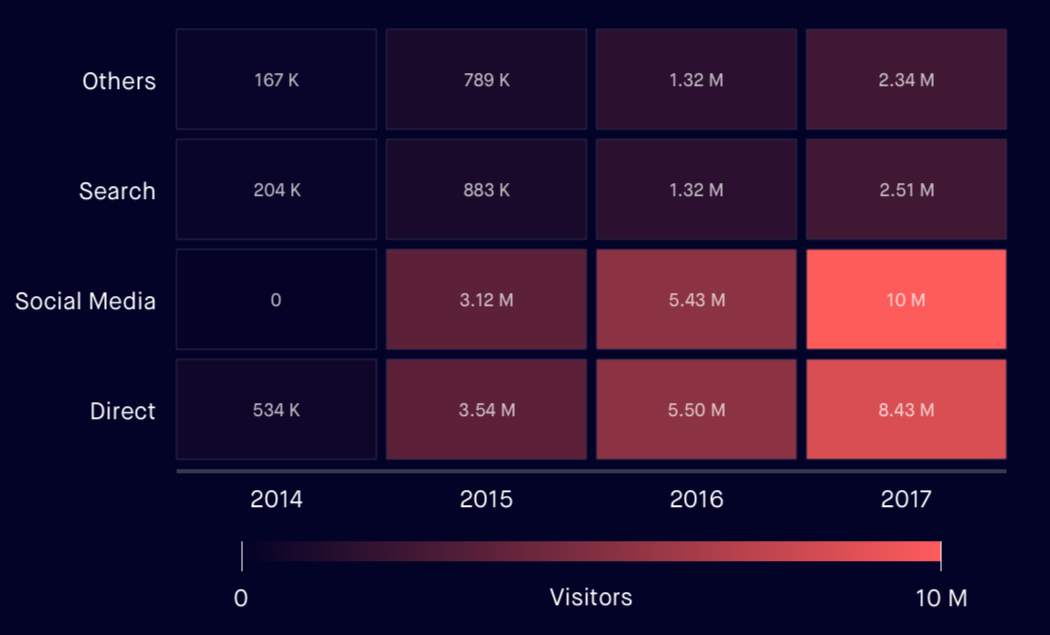 Others 167 K 789 K 1.32 M 2.34 M
Search 204 K 883 K 1.32 M 2.51 M
Social Media 0 3.12 M 5.43 M 10 M
Direct 534 K 3.54 M 5.50 M 8.43 M
2014 2015 2016 2017
0 Visitors 10 M